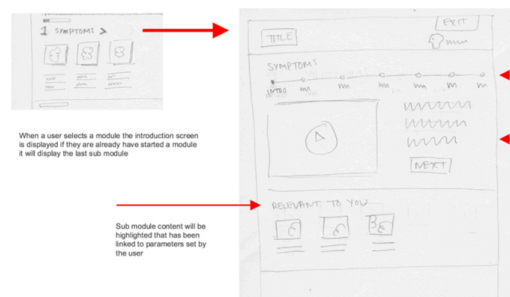 1 SYMPTOMS >
When a user selects a module the introduction screen
is displayed if they are already have started a module
it will display the last sub module
Sub module content will be
highlighted that has been
linked to parameters set by
the user
EXIT
TITLE
SYMPTOMS
INTRO
NEXT
RELEVANT TO YOU